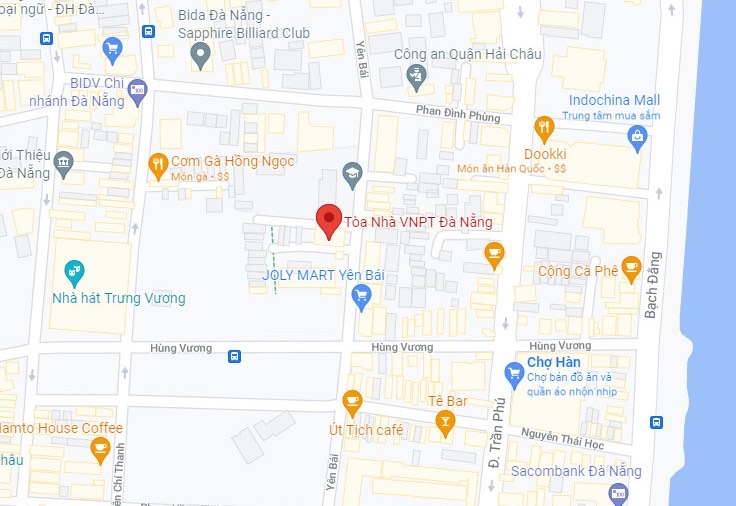 oại ngữ - ĐH Đà...
Bida Đà Nẵng -
Sapphire Billiard Club
Yên Bái
Công an Quận Hải Châu
BIDV Chi
nhánh Đà Nẵng
Phan Đình Phùng
Indochina Mall
Trung tâm mua sắm
iới Thiệu
Đà Nẵng
Cơm Gà Hồng Ngọc
Món gà • $$
Dookki
Món ăn Hàn Quốc • $$
Tòa Nhà VNPT Đà Nẵng
Bạch Đằng
Nhà hát Trưng Vương
JOLY MART Yên Bái
Cộng Cà Phê
Hùng Vương
Hùng Vương
Hùng Vương
Chợ Hàn
Chợ bán đồ ăn và
quần áo nhộn nhịp
Namto House Coffee
Út Tịch café
Tê Bar
Đ. Trần Phú
Nguyễn Thái Học
hâu
ễn Chí Thanh
Yên Bái
Sacombank Đà Nẵng